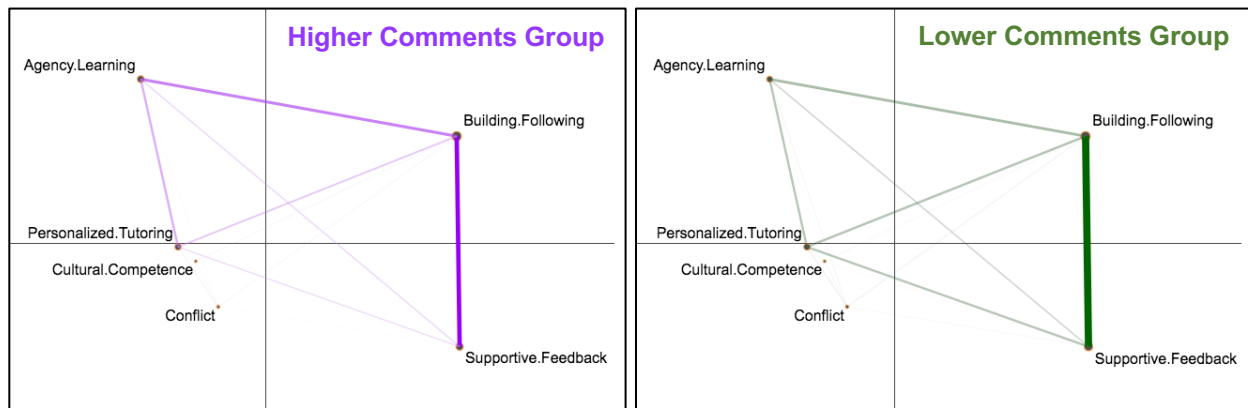 Higher Comments Group
Agency.Learning
Building.Following
Personalized.Tutoring
Cultural.Competence
Conflict
Supportive.Feedback
Lower Comments Group
Agency.Learning
Building.Following
Personalized.Tutoring
Cultural.Competence
Conflict
Supportive.Feedback